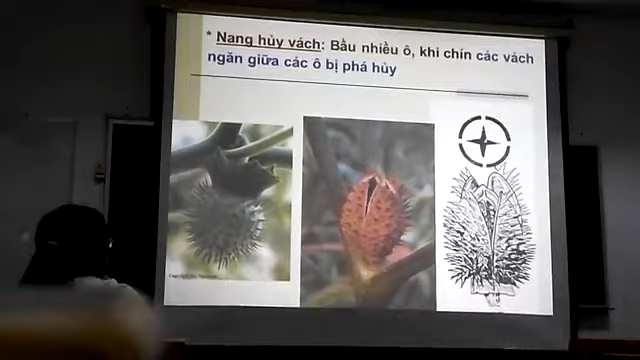 * Nang hủy vách: Bầu nhiều ô, khi chín các vách
ngăn giữa các ô bị phá hủy